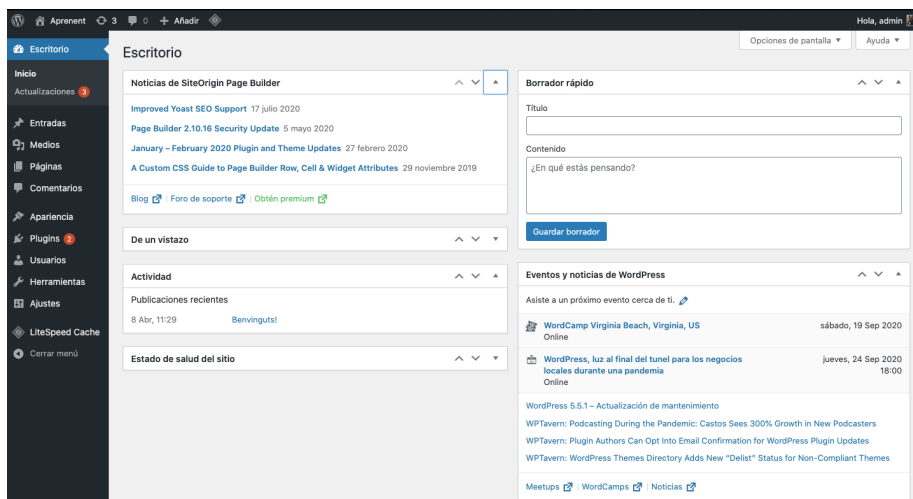 Aprenent 3 0 Añadir
Hola, admin
Escritorio
Inicio
Actualizaciones 3
Entradas
Medios
Páginas
Comentarios
Apariencia
Plugins 2
Usuarios
Herramientas
Ajustes
LiteSpeed Cache
Cerrar menú
Opciones de pantalla
Ayuda
Escritorio
Noticias de SiteOrigin Page Builder
Improved Yoast SEO Support 17 julio 2020
Page Builder 2.10.16 Security Update 5 mayo 2020
January – February 2020 Plugin and Theme Updates 27 febrero 2020
A Custom CSS Guide to Page Builder Row, Cell & Widget Attributes 29 noviembre 2019
Blog | Foro de soporte | Obtén premium
De un vistazo
Actividad
Publicaciones recientes
8 Abr, 11:29 Benvinguts!
Estado de salud del sitio
Borrador rápido
Título
Contenido
¿En qué estás pensando?
Guardar borrador
Eventos y noticias de WordPress
Asiste a un próximo evento cerca de ti.
WordCamp Virginia Beach, Virginia, US sábado, 19 Sep 2020
Online
WordPress, luz al final del tunel para los negocios jueves, 24 Sep 2020
locales durante una pandemia 18:00
Online
WordPress 5.5.1 – Actualización de mantenimiento
WPTavern: Podcasting During the Pandemic: Castos Sees 300% Growth in New Podcasters
WPTavern: Plugin Authors Can Opt Into Email Confirmation for WordPress Plugin Updates
WPTavern: WordPress Themes Directory Adds New “Delist” Status for Non-Compliant Themes
Meetups | WordCamps | Noticias